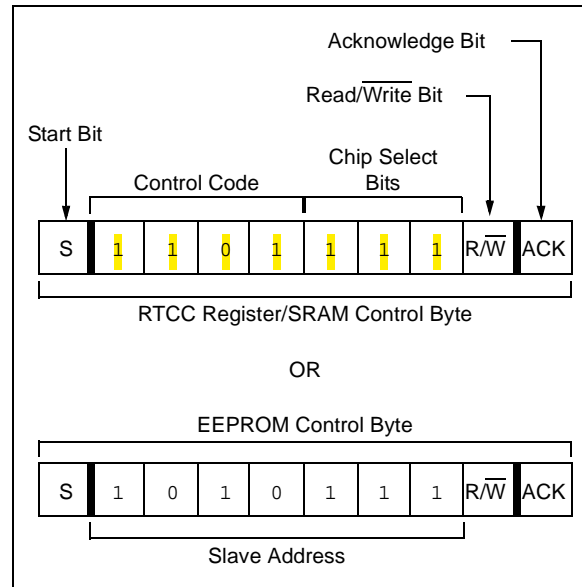 Acknowledge Bit
Read/Write Bit
Start Bit
Chip Select
Control Code Bits
S 1 1 0 1 1 1 1 R/W ACK
RTCC Register/SRAM Control Byte
OR
EEPROM Control Byte
S 1 0 1 0 1 1 1 R/W ACK
Slave Address